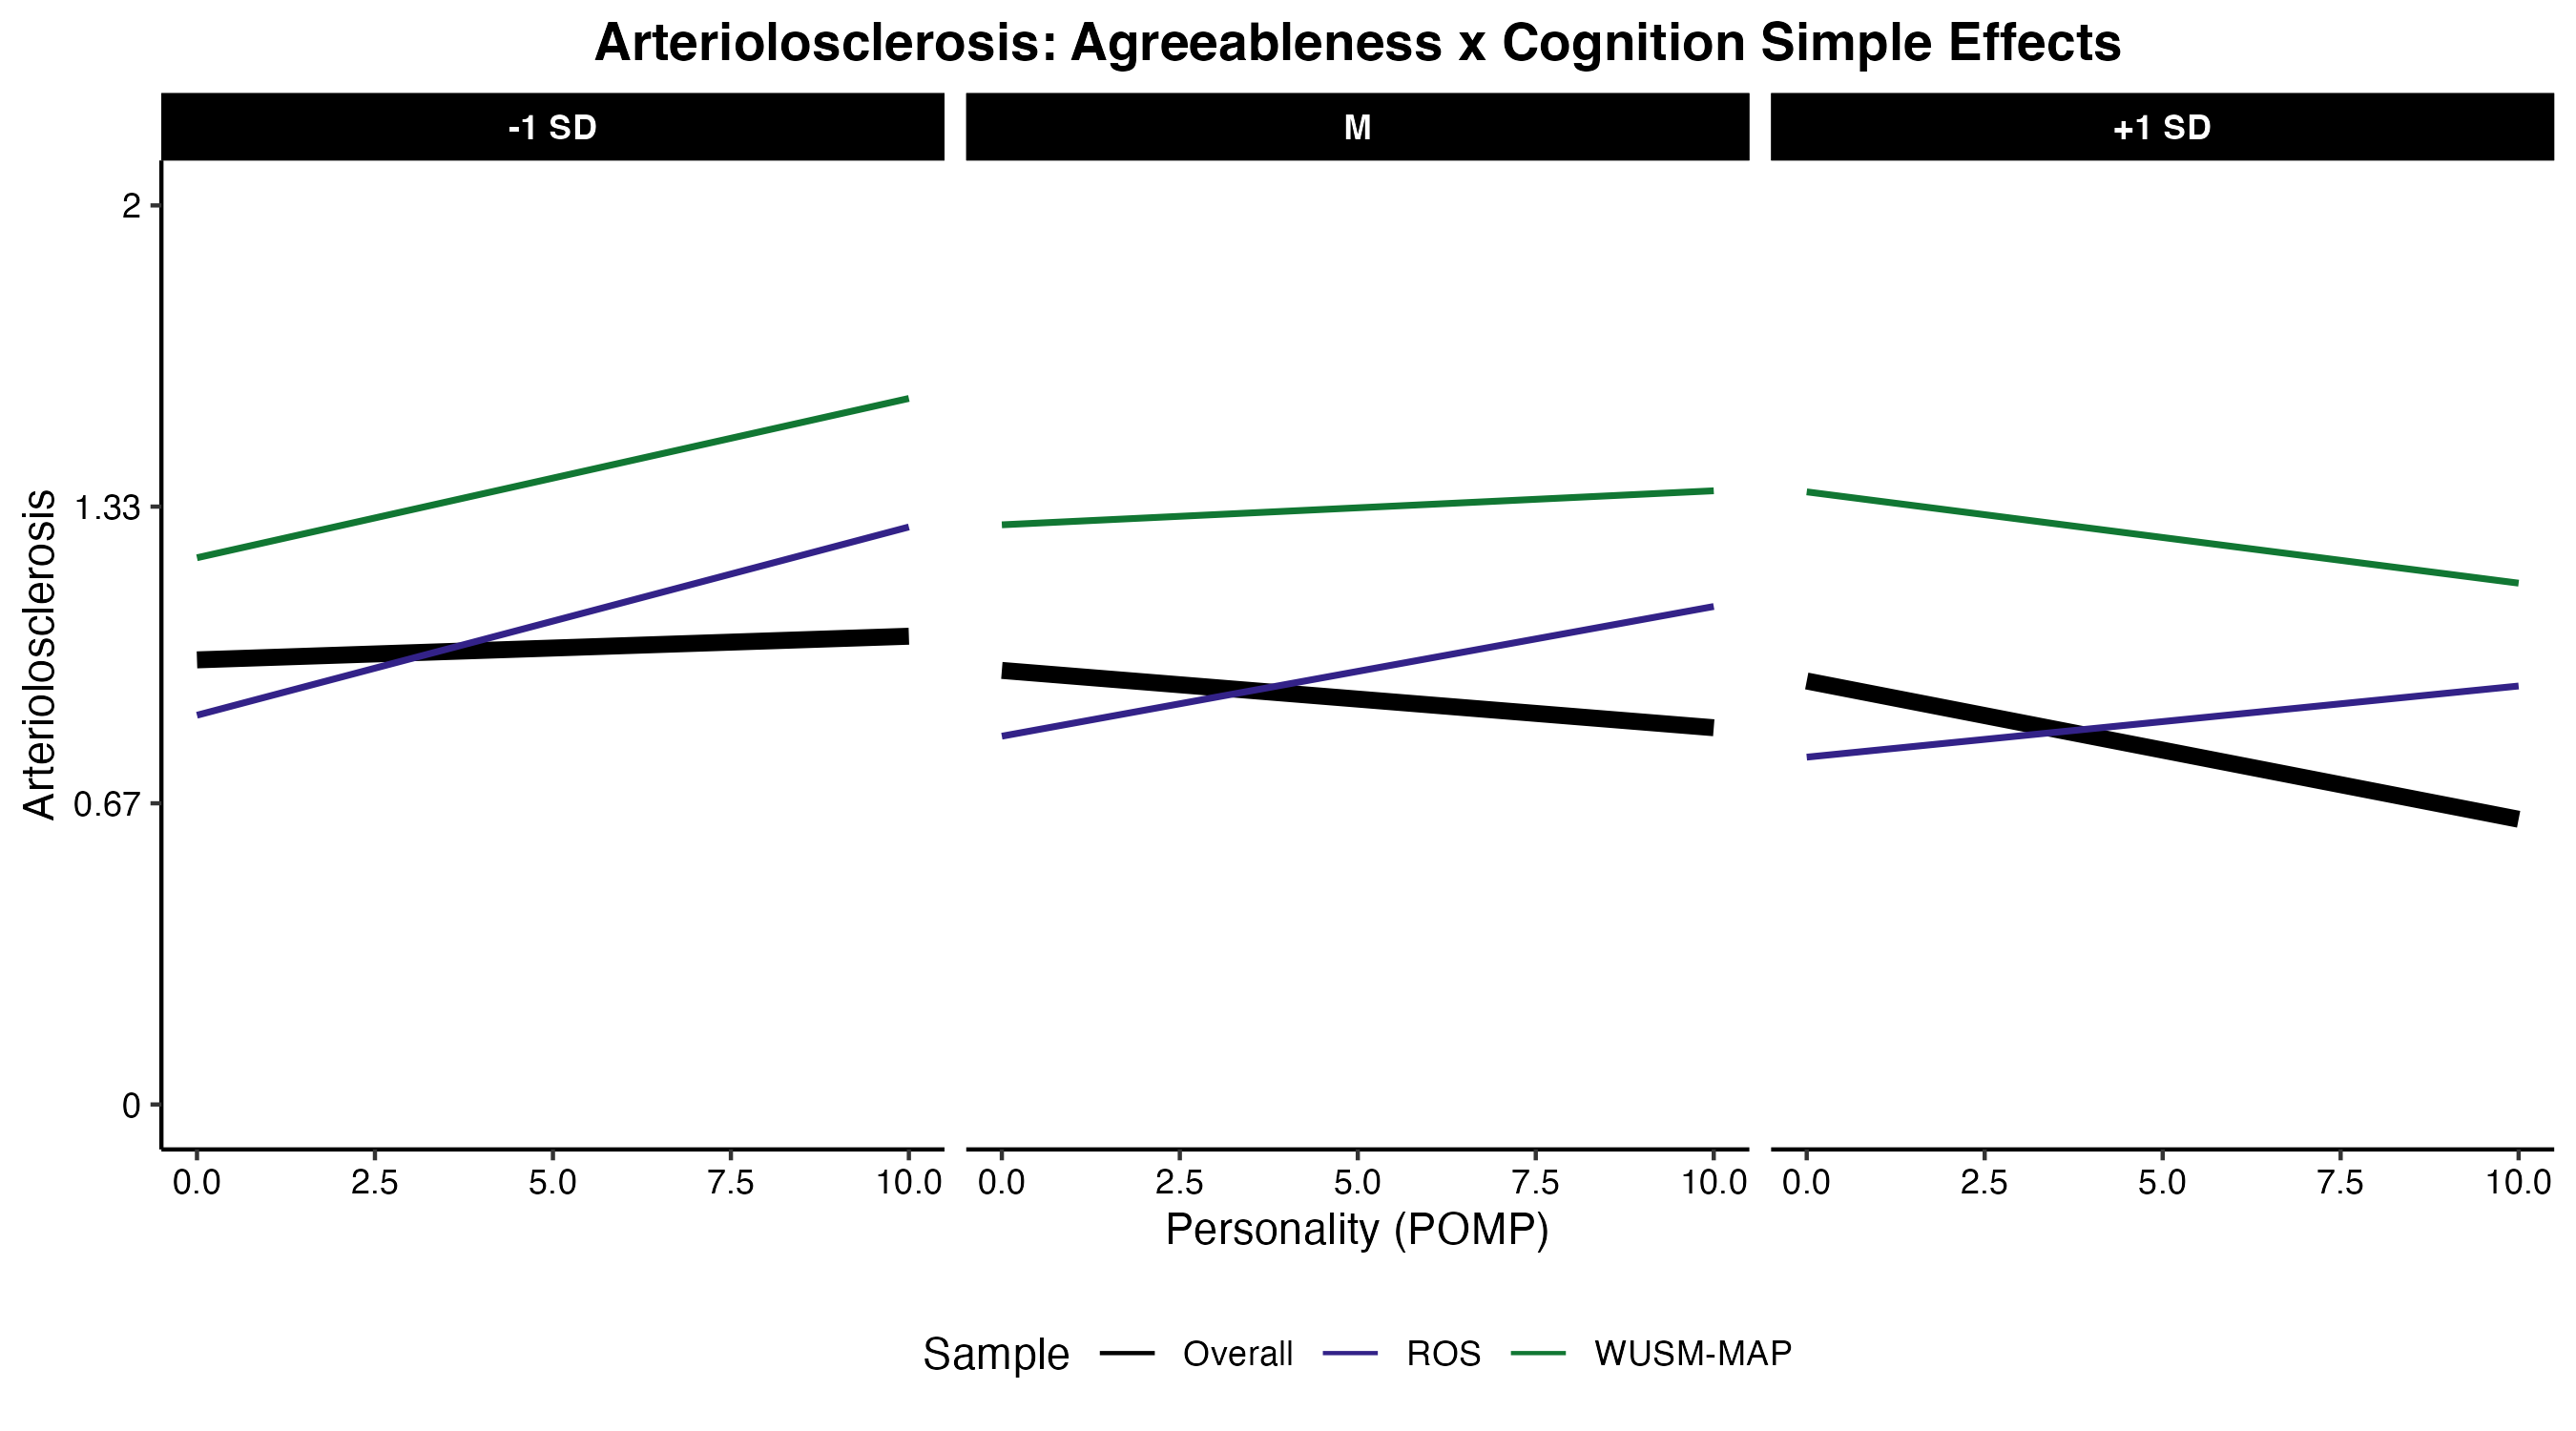 Arteriolosclerosis: Agreeableness x Cognition Simple Effects
-1 SD
M
+1 SD
Arteriolosclerosis
2
1.33
0.67
0
0.0 2.5 5.0 7.5 10.0
0.0 2.5 5.0 7.5 10.0
0.0 2.5 5.0 7.5 10.0
Personality (POMP)
Sample Overall ROS WUSM-MAP